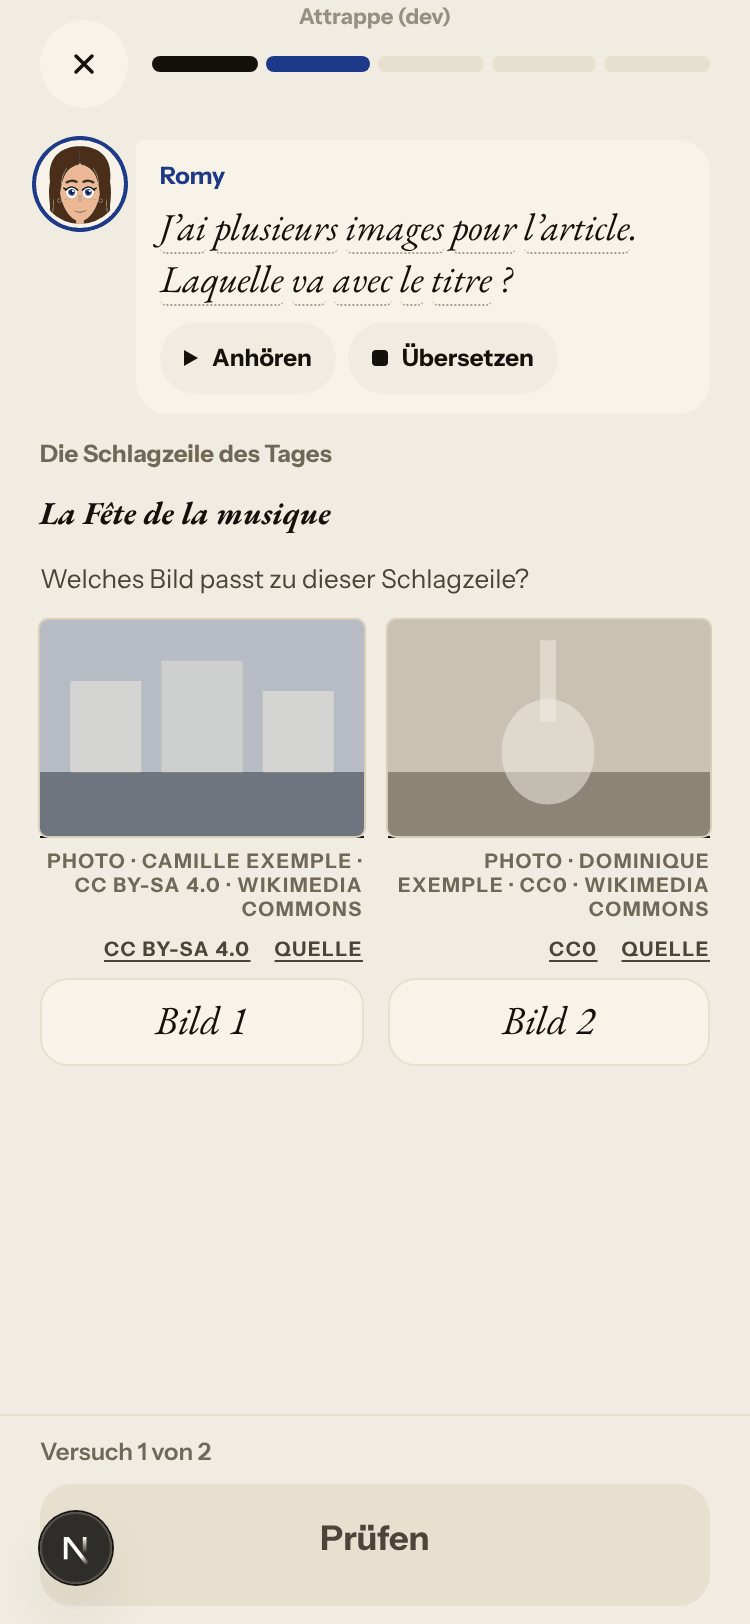 Attrappe (dev)
Romy
J’ai plusieurs images pour l’article.
Laquelle va avec le titre ?
Anhören
Übersetzen
Die Schlagzeile des Tages
La Fête de la musique
Welches Bild passt zu dieser Schlagzeile?
PHOTO · CAMILLE EXEMPLE ·
CC BY-SA 4.0 · WIKIMEDIA
COMMONS
CC BY-SA 4.0 QUELLE
Bild 1
PHOTO · DOMINIQUE
EXEMPLE · CC0 · WIKIMEDIA
COMMONS
CC0 QUELLE
Bild 2
Versuch 1 von 2
Prüfen
N